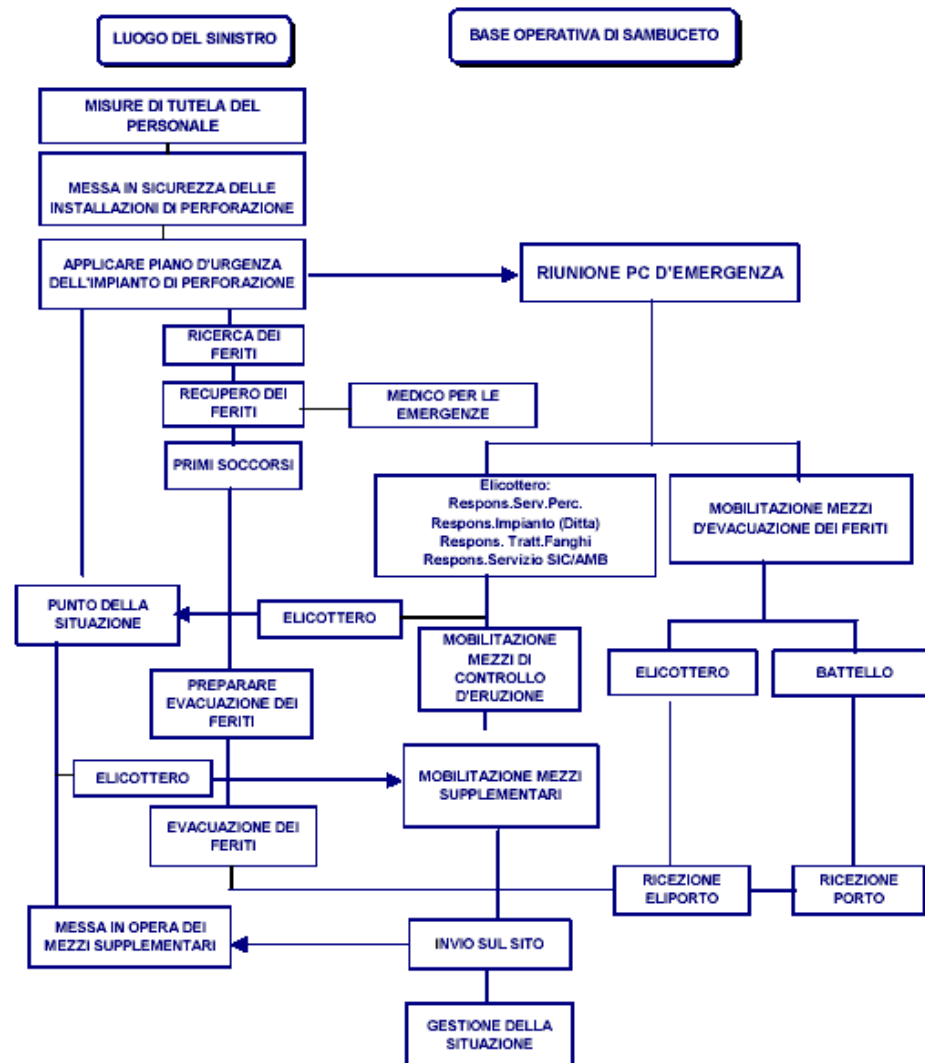 LUOGO DEL SINISTRO
BASE OPERATIVA DI SAMBUCETO
MISURE DI TUTELA DEL
PERSONALE
MESSA IN SICUREZZA DELLE
INSTALLAZIONI DI PERFORAZIONE
APPLICARE PIANO D'URGENZA
DELL'IMPIANTO DI PERFORAZIONE
RIUNIONE PC D'EMERGENZA
RICERCA DEI
FERITI
RECUPERO DEI
FERITI
MEDICO PER LE
EMERGENZE
PRIMI SOCCORSI
Elicottero:
Respons.Serv.Perc.
Respons.Impianto (Ditta)
Respons. Tratt.Fanghi
Respons.Servizio SIC/AMB
MOBILITAZIONE MEZZI
D'EVACUAZIONE DEI FERITI
PUNTO DELLA
SITUAZIONE
ELICOTTERO
MOBILITAZIONE
MEZZI DI
CONTROLLO
D'ERUZIONE
ELICOTTERO
BATTELLO
PREPARARE
EVACUAZIONE DEI
FERITI
ELICOTTERO
MOBILITAZIONE MEZZI
SUPPLEMENTARI
EVACUAZIONE DEI
FERITI
RICEZIONE
ELIPORTO
RICEZIONE
PORTO
MESSA IN OPERA DEI
MEZZI SUPPLEMENTARI
INVIO SUL SITO
GESTIONE DELLA
SITUAZIONE